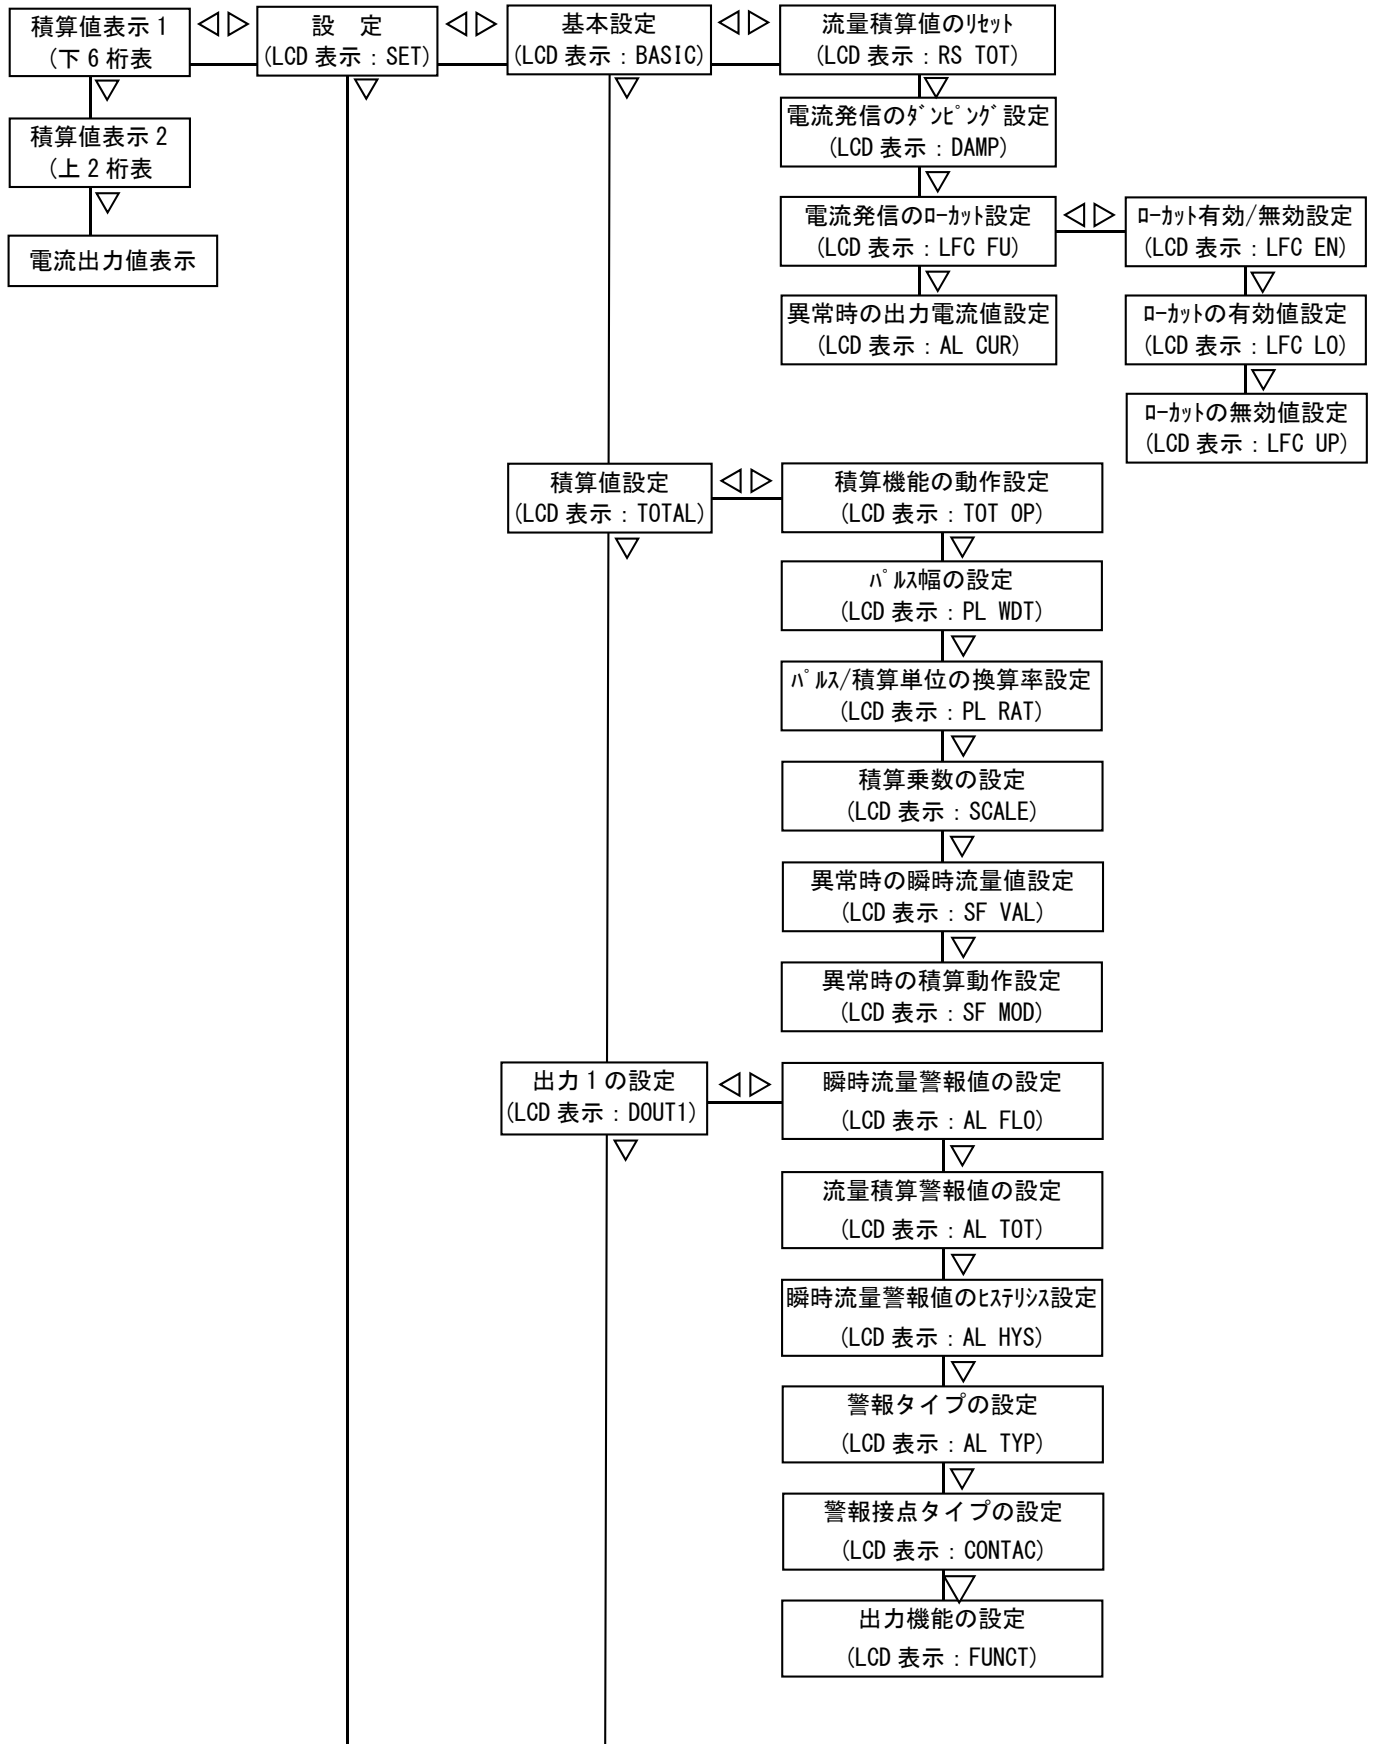 積算値表示 1
(下 6 桁表
設　定
(LCD 表示：SET)
基本設定
(LCD 表示：BASIC)
流量積算値のﾘｾｯﾄ
(LCD 表示：RS TOT)
積算値表示 2
(上 2 桁表
電流出力値表示
電流発信のﾀﾞﾝﾋﾟﾝｸﾞ設定
(LCD 表示：DAMP)
電流発信のﾛｰｶｯﾄ設定
(LCD 表示：LFC FU)
ﾛｰｶｯﾄ有効/無効設定
(LCD 表示：LFC EN)
異常時の出力電流値設定
(LCD 表示：AL CUR)
ﾛｰｶｯﾄの有効値設定
(LCD 表示：LFC LO)
ﾛｰｶｯﾄの無効値設定
(LCD 表示：LFC UP)
積算値設定
(LCD 表示：TOTAL)
積算機能の動作設定
(LCD 表示：TOT OP)
ﾊﾟﾙｽ幅の設定
(LCD 表示：PL WDT)
ﾊﾟﾙｽ/積算単位の換算率設定
(LCD 表示：PL RAT)
積算乗数の設定
(LCD 表示：SCALE)
異常時の瞬時流量値設定
(LCD 表示：SF VAL)
異常時の積算動作設定
(LCD 表示：SF MOD)
出力 1 の設定
(LCD 表示：DOUT1)
瞬時流量警報値の設定
(LCD 表示：AL FLO)
流量積算警報値の設定
(LCD 表示：AL TOT)
瞬時流量警報値のﾋｽﾃﾘｼｽ設定
(LCD 表示：AL HYS)
警報タイプの設定
(LCD 表示：AL TYP)
警報接点タイプの設定
(LCD 表示：CONTAC)
出力機能の設定
(LCD 表示：FUNCT)